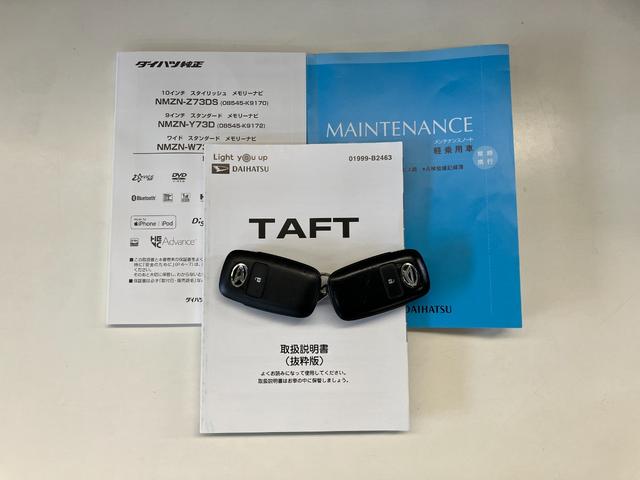 ダイハツ純正
10インチ スタイリッシュ メモリーナビ
NMZN-Z73DS (08545-K9170)
9インチ スタンダード メモリーナビ
NMZN-Y73D (08545-K9172)
ワイド スタンダード メモリーナビ
NMZN-W73
DVD
Bluetooth
iPhone | iPod
Advance
MAINTENANCE
メンテナンスノート
軽乗用車
常時
携行
DAIHATSU
Light you up
DAIHATSU
01999-B2463
TAFT
取扱説明書
(抜粋版)
よくお読みになって使用してください。
取扱説明書はお車の中に保管しましょう。